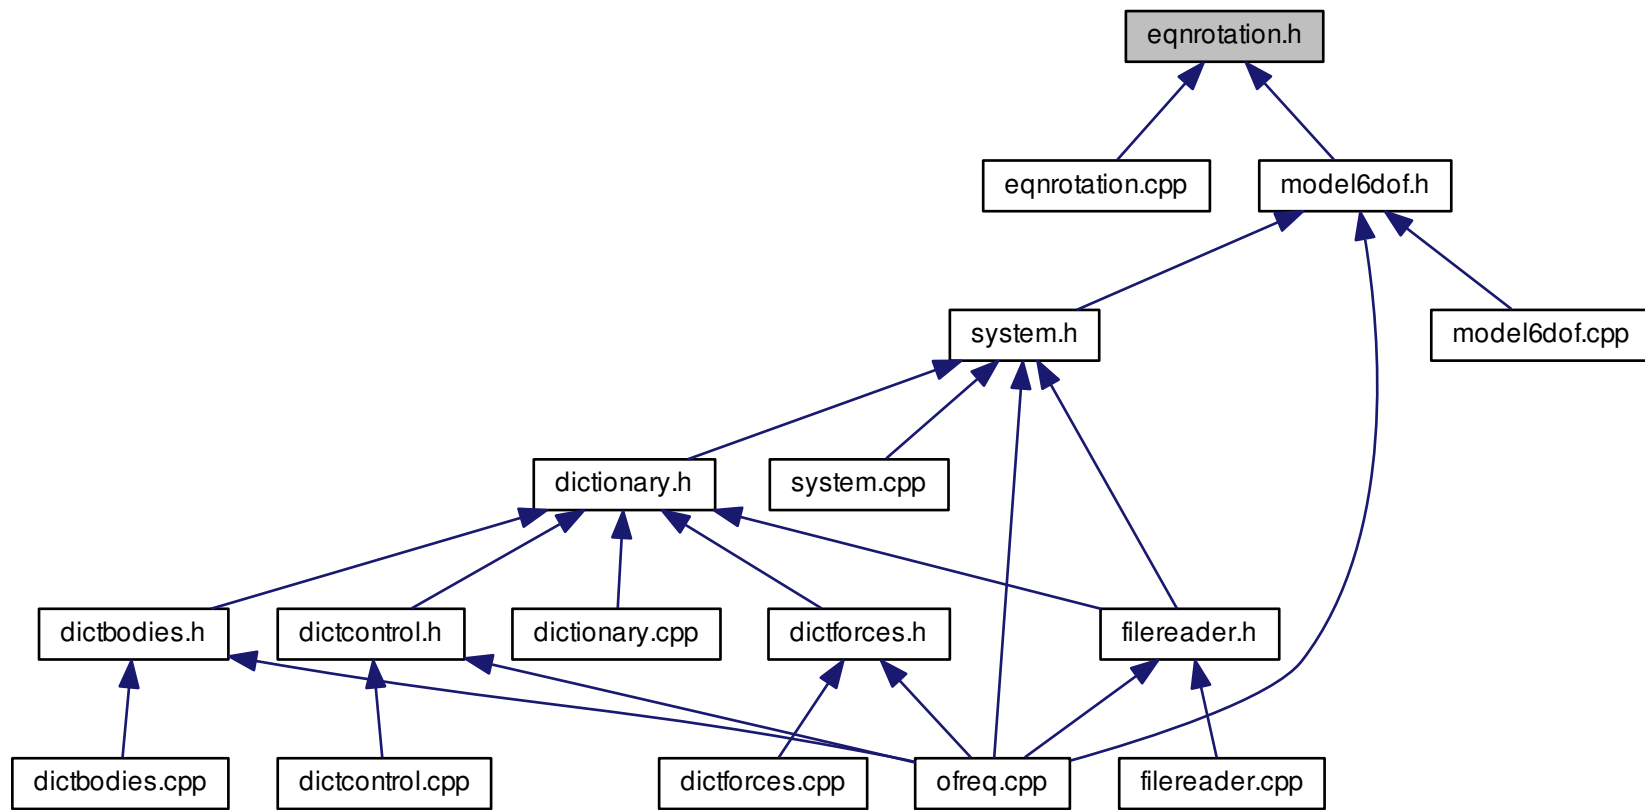 eqnrotation.h
eqnrotation.cpp
model6dof.h
system.h
model6dof.cpp
dictionary.h
system.cpp
dictbodies.h
dictcontrol.h
dictionary.cpp
dictforces.h
filereader.h
dictbodies.cpp
dictcontrol.cpp
dictforces.cpp
ofreq.cpp
filereader.cpp